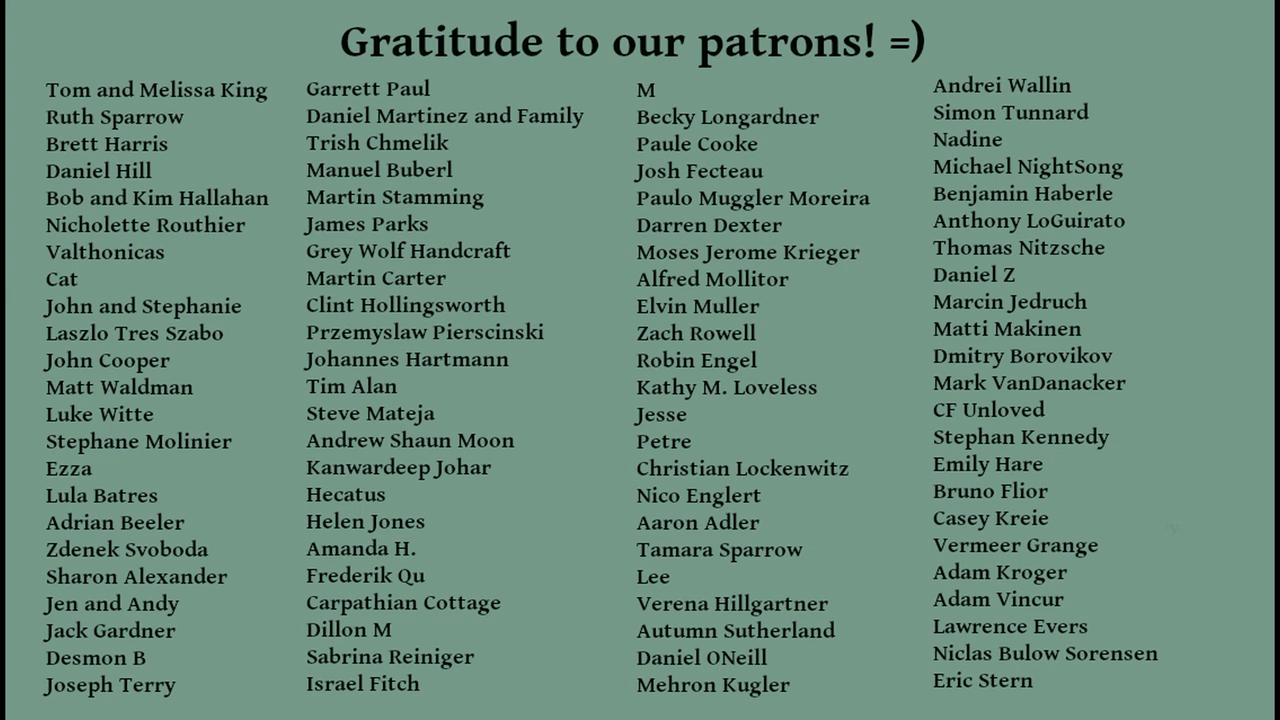 Gratitude to our patrons! =)
Tom and Melissa King
Ruth Sparrow
Brett Harris
Daniel Hill
Bob and Kim Hallahan
Nicholette Routhier
Valthonicas
Cat
John and Stephanie
Laszlo Tres Szabo
John Cooper
Matt Waldman
Luke Witte
Stephane Molinier
Ezza
Lula Batres
Adrian Beeler
Zdenek Svoboda
Sharon Alexander
Jen and Andy
Jack Gardner
Desmon B
Joseph Terry
Garrett Paul
Daniel Martinez and Family
Trish Chmelik
Manuel Buberl
Martin Stamming
James Parks
Grey Wolf Handcraft
Martin Carter
Clint Hollingsworth
Przemyslaw Pierscinski
Johannes Hartmann
Tim Alan
Steve Mateja
Andrew Shaun Moon
Kanwardeep Johar
Hecatus
Helen Jones
Amanda H.
Frederik Qu
Carpathian Cottage
Dillon M
Sabrina Reiniger
Israel Fitch
M
Becky Longardner
Paule Cooke
Josh Fecteau
Paulo Muggler Moreira
Darren Dexter
Moses Jerome Krieger
Alfred Mollitor
Elvin Muller
Zach Rowell
Robin Engel
Kathy M. Loveless
Jesse
Petre
Christian Lockenwitz
Nico Englert
Aaron Adler
Tamara Sparrow
Lee
Verena Hillgartner
Autumn Sutherland
Daniel ONeill
Mehron Kugler
Andrei Wallin
Simon Tunnard
Nadine
Michael NightSong
Benjamin Haberle
Anthony LoGuirato
Thomas Nitzsche
Daniel Z
Marcin Jedruch
Matti Makinen
Dmitry Borovikov
Mark VanDanacker
CF Unloved
Stephan Kennedy
Emily Hare
Bruno Flior
Casey Kreie
Vermeer Grange
Adam Kroger
Adam Vincur
Lawrence Evers
Niclas Bulow Sorensen
Eric Stern